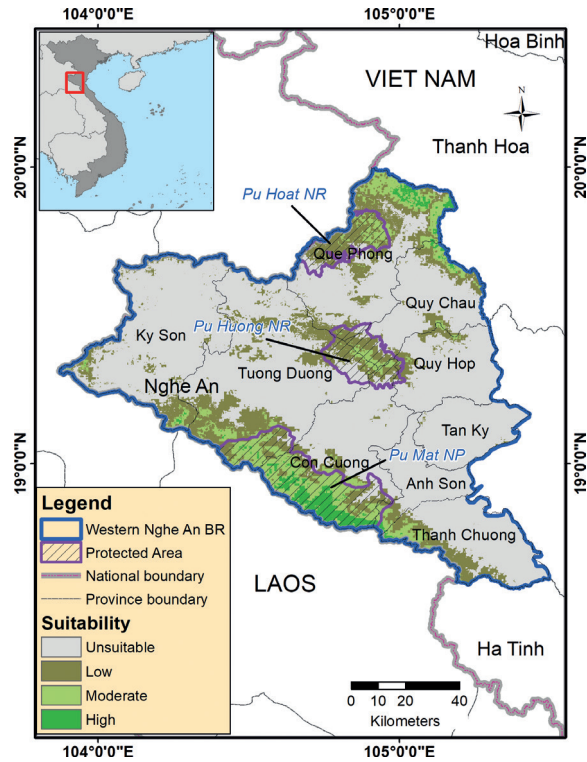 104°0'0"E
105°0'0"E
Hoa Binh
VIET NAM
N
Thanh Hoa
20°0'0"N
20°0'0"N
Pu Hoat NR
Que Phong
Quy Chau
Ky Son
Pu Huong NR
Quy Hop
Tuong Duong
Nghe An
Tan Ky
19°0'0"N
19°0'0"N
Con Cuong
Pu Mat NP
Anh Son
Thanh Chuong
LAOS
Ha Tinh
Legend
Western Nghe An BR
Protected Area
National boundary
Province boundary
Suitability
Unsuitable
Low
Moderate
High
0 10 20 40
Kilometers
104°0'0"E
105°0'0"E